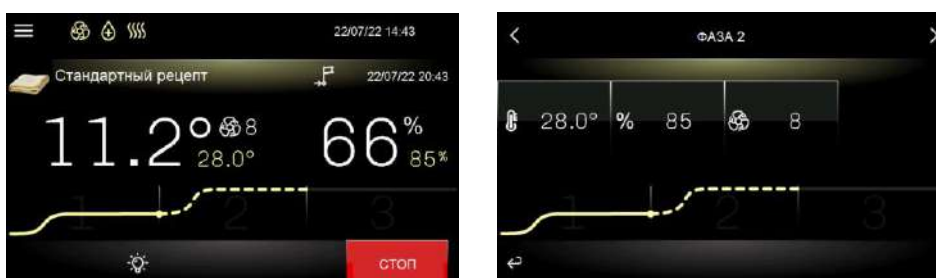 22/07/22 14:43
Стандартный рецепт 22/07/22 20:43
11.2° 8 28.0° 66% 85%
1 2 3
СТОП
ФАЗА 2
28.0° % 85 8
1 2 3